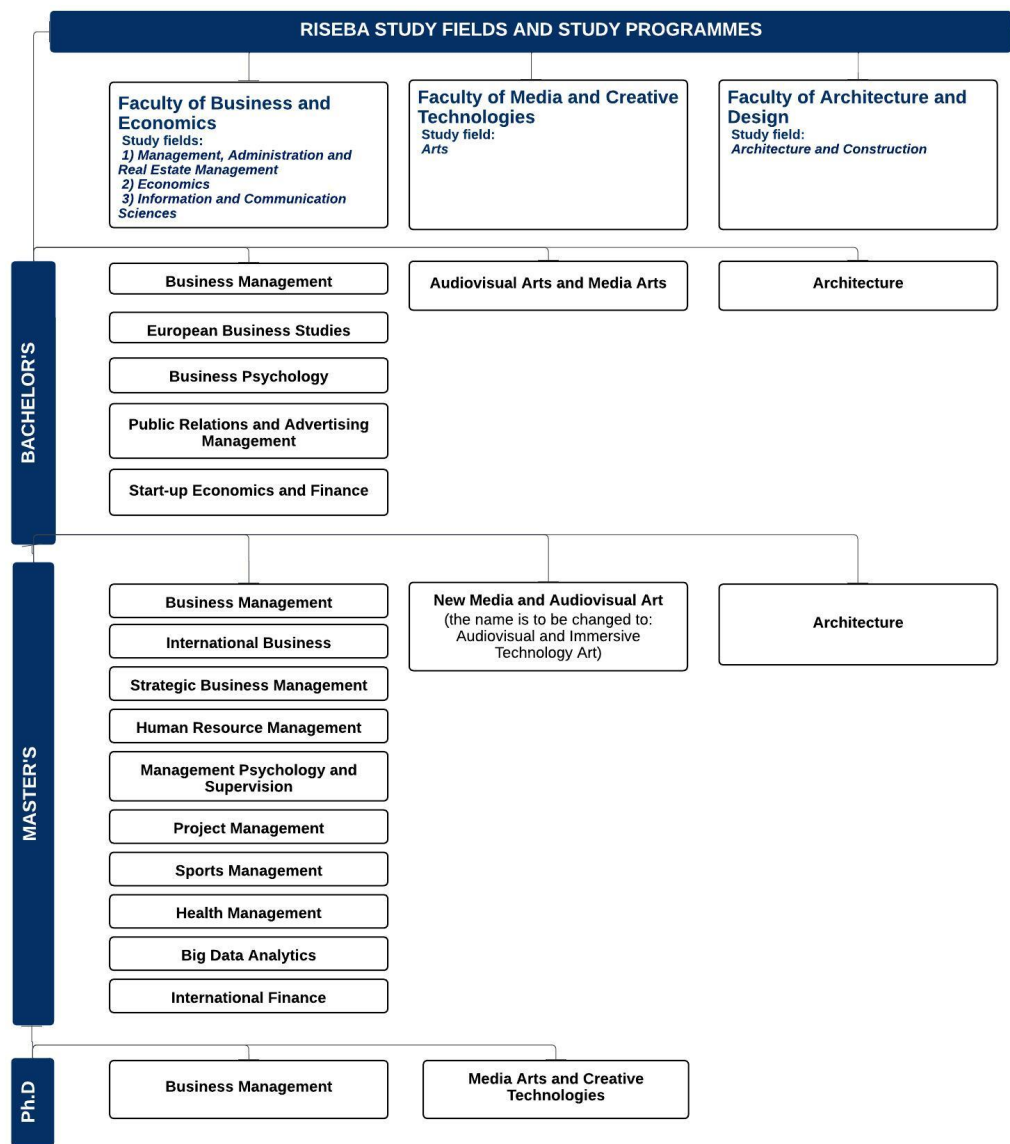 RISEBA STUDY FIELDS AND STUDY PROGRAMMES
Faculty of Business and
Economics
Study fields:
1) Management, Administration and
Real Estate Management
2) Economics
3) Information and Communication
Sciences
Faculty of Media and Creative
Technologies
Study field:
Arts
Faculty of Architecture and
Design
Study field:
Architecture and Construction
BACHELOR'S
Business Management
European Business Studies
Business Psychology
Public Relations and Advertising
Management
Start-up Economics and Finance
Audiovisual Arts and Media Arts
Architecture
MASTER'S
Business Management
International Business
Strategic Business Management
Human Resource Management
Management Psychology and
Supervision
Project Management
Sports Management
Health Management
Big Data Analytics
International Finance
New Media and Audiovisual Art
(the name is to be changed to:
Audiovisual and Immersive
Technology Art)
Architecture
Ph.D
Business Management
Media Arts and Creative
Technologies